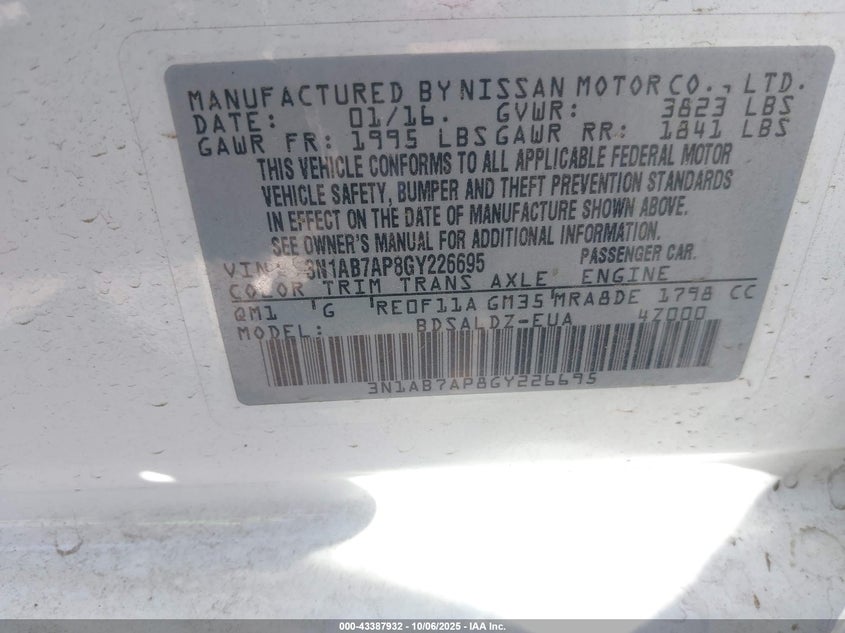 MANUFACTURED BY NISSAN MOTOR CO., LTD.
DATE: 01/16. GVWR: 3823 LBS
GAWR FR: 1995 LBS GAWR RR: 1841 LBS
THIS VEHICLE CONFORMS TO ALL APPLICABLE FEDERAL MOTOR
VEHICLE SAFETY, BUMPER AND THEFT PREVENTION STANDARDS
IN EFFECT ON THE DATE OF MANUFACTURE SHOWN ABOVE.
SEE OWNER'S MANUAL FOR ADDITIONAL INFORMATION.
VIN: 3N1AB7AP8GY226695 PASSENGER CAR.
COLOR TRIM TRANS AXLE ENGINE
QM1 'G 'RE0F11A GM35 'MRA8DE 1798 CC
MODEL: BDSALDZ-EUA 4Z000
3N1AB7AP8GY226695
000-43387932 - 10/06/2025 - IAA Inc.